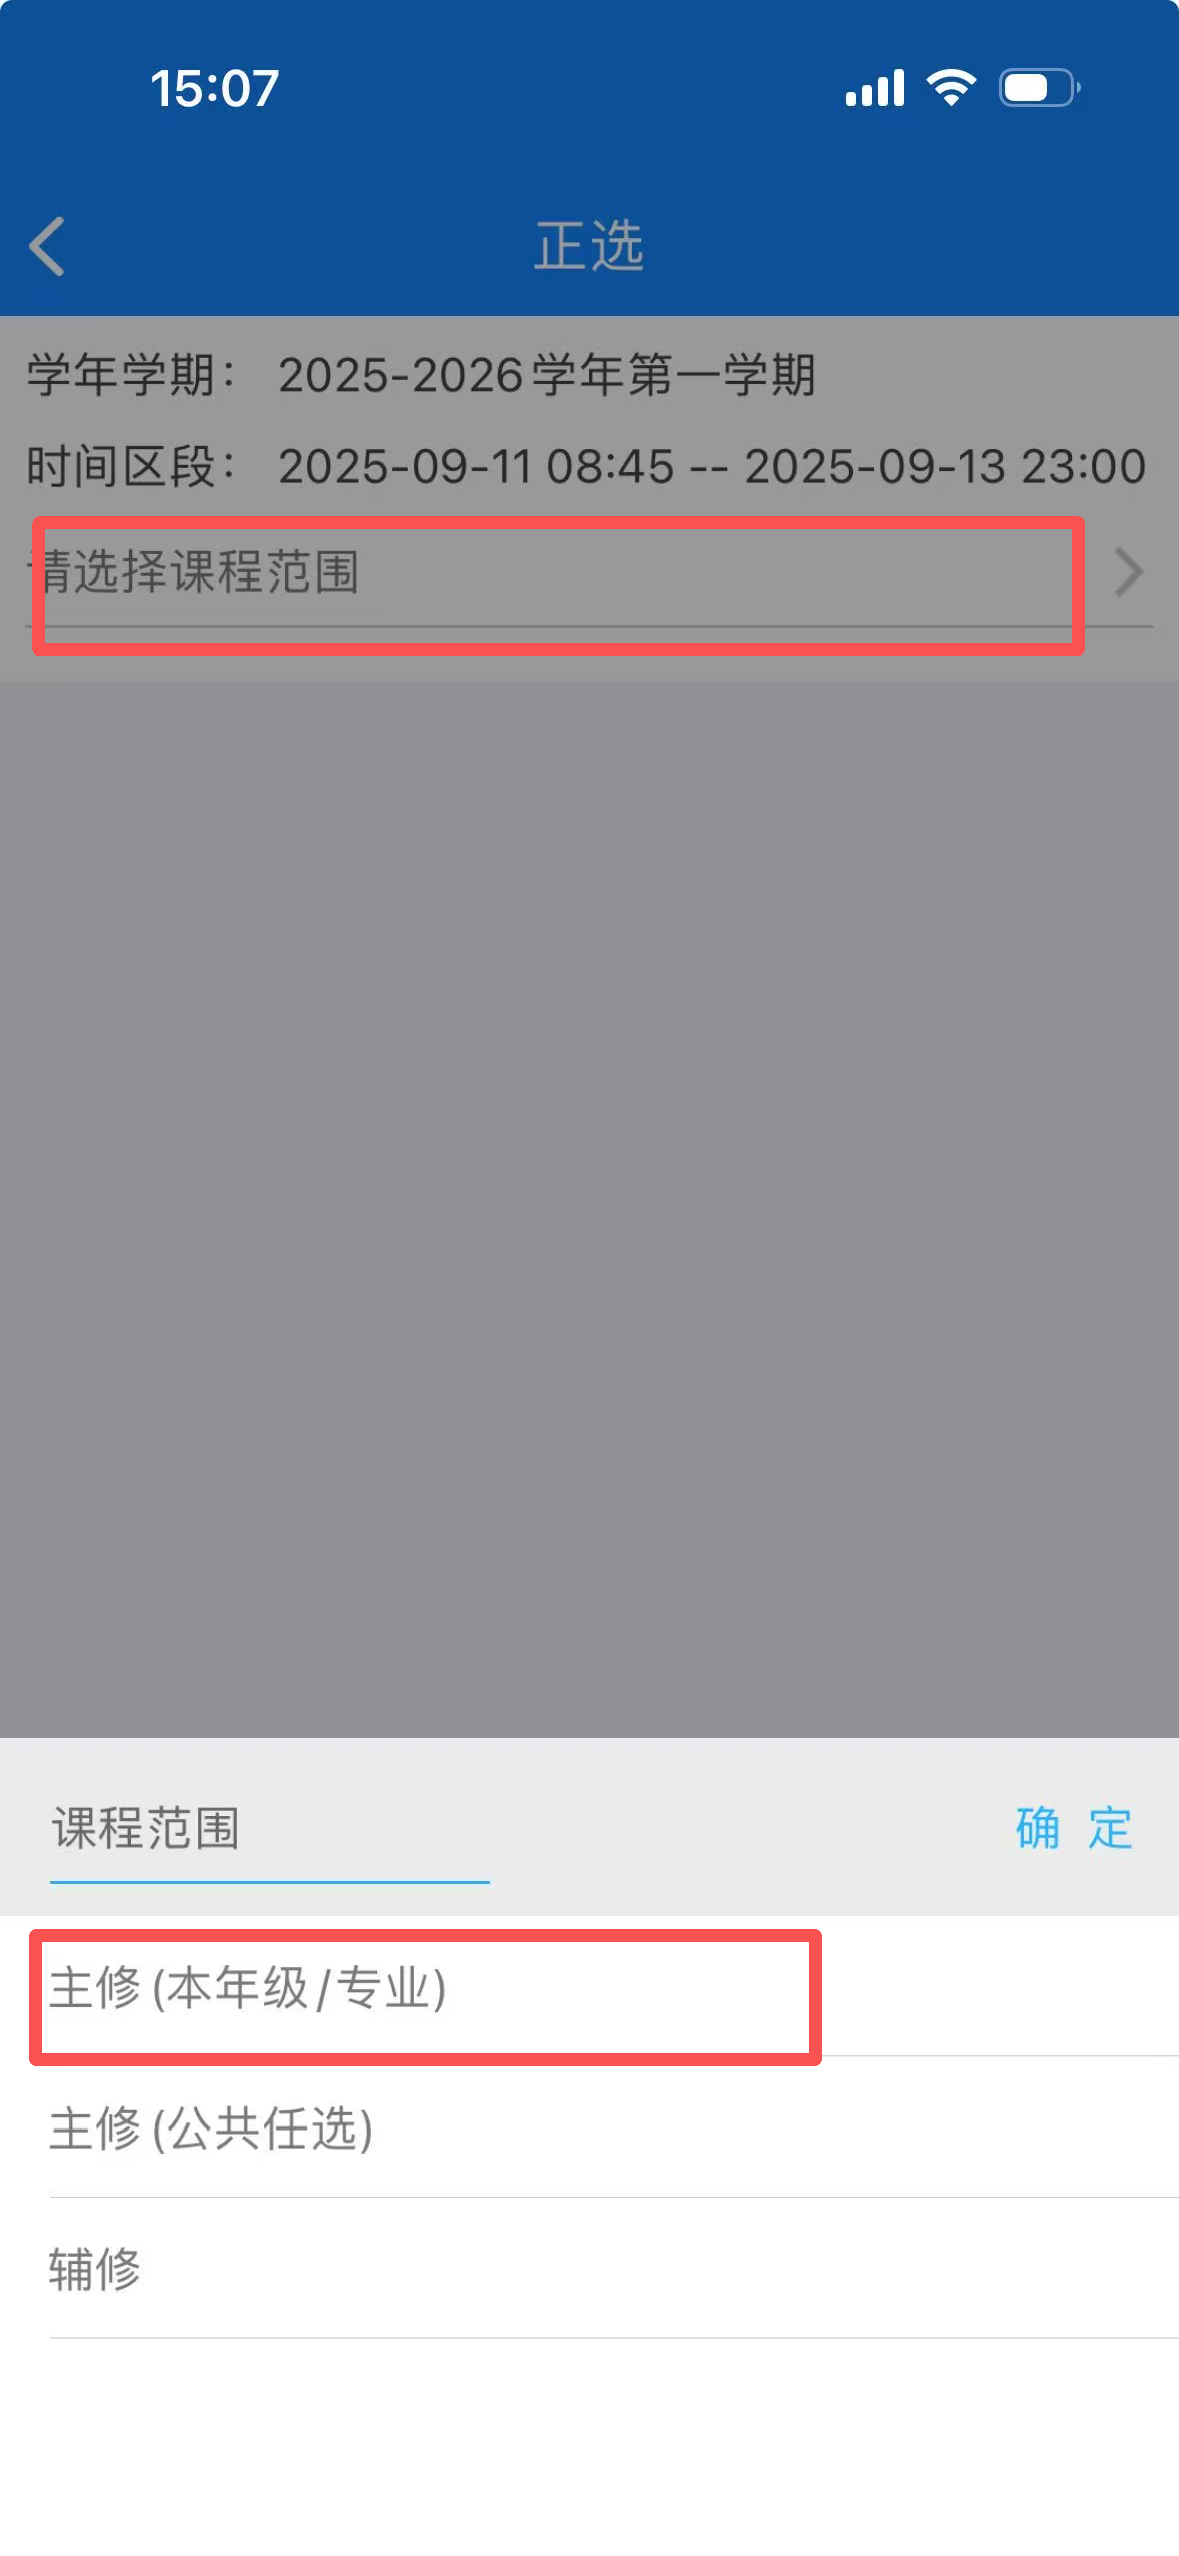 15:07
正选
学年学期： 2025-2026学年第一学期
时间区段： 2025-09-11 08:45 -- 2025-09-13 23:00
请选择课程范围
课程范围
确 定
主修(本年级/专业)
主修(公共任选)
辅修